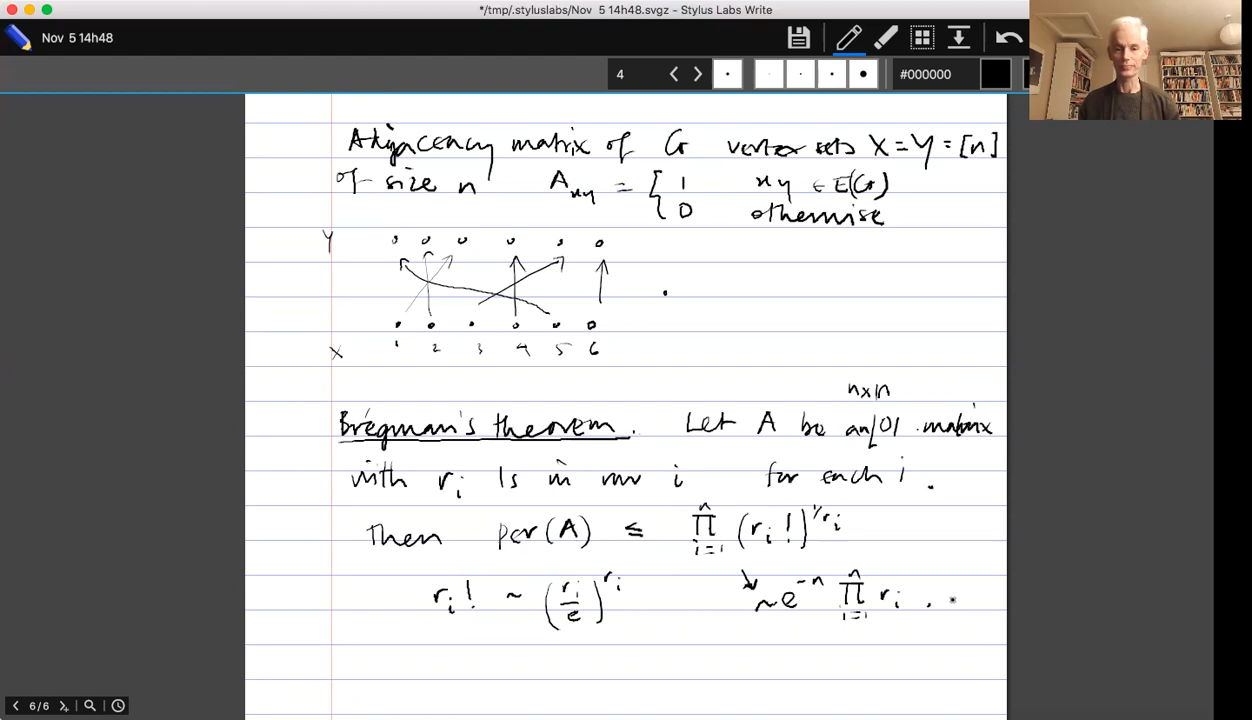 */tmp/.styluslabs/Nov 5 14h48.svgz - Stylus Labs Write
Nov 5 14h48
4 #000000
Adjacency matrix of G vertex sets X = Y = [n]
of size n A_xy = { 1 xy ∈ E(G)
0 otherwise
Y
X 1 2 3 4 5 6
n×n
Brégman's theorem. Let A be an 01 matrix
with r_i 1s in row i for each i.
Then per(A) ≤ ∏_{i=1}^{n} (r_i!)^{1/r_i}
r_i! ~ (r_i/e)^{r_i} ↘ ~ e^{-n} ∏_{i=1}^{n} r_i .
6/6